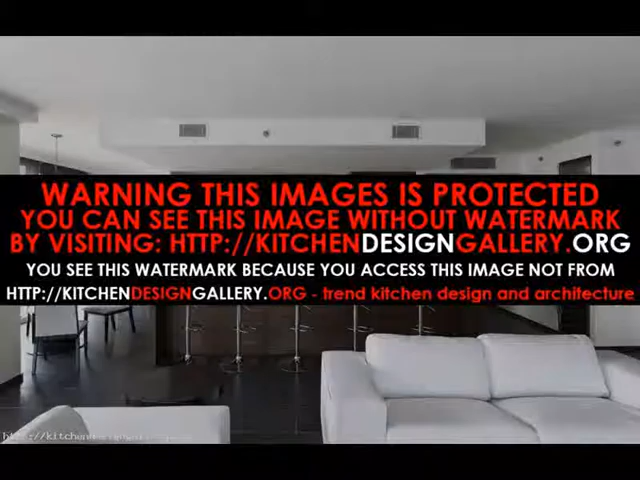 WARNING THIS IMAGES IS PROTECTED
YOU CAN SEE THIS IMAGE WITHOUT WATERMARK
BY VISITING: HTTP://KITCHENDESIGNGALLERY.ORG
YOU SEE THIS WATERMARK BECAUSE YOU ACCESS THIS IMAGE NOT FROM
HTTP://KITCHENDESIGNGALLERY.ORG - trend kitchen design and architecture